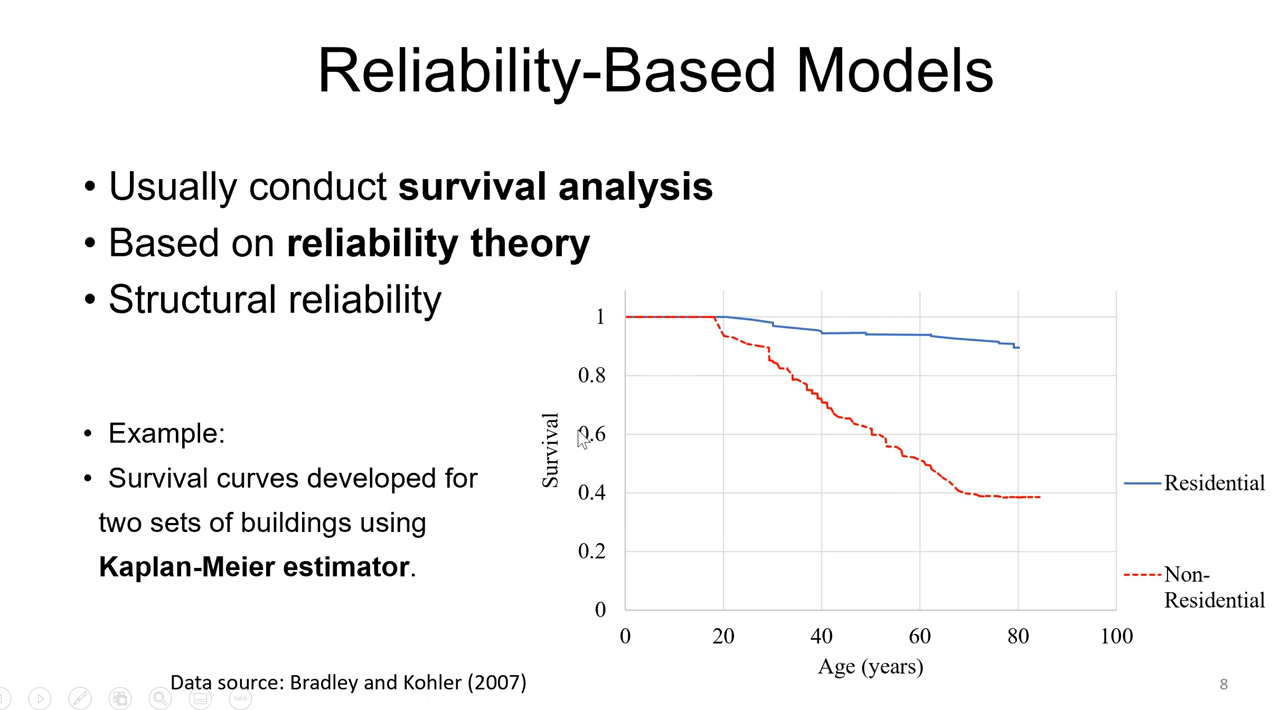 Reliability-Based Models
• Usually conduct survival analysis
• Based on reliability theory
• Structural reliability
• Example:
• Survival curves developed for
two sets of buildings using
Kaplan-Meier estimator.
Survival
1
0.8
0.6
0.4
0.2
0
0 20 40 60 80 100
Age (years)
Residential
Non-
Residential
Data source: Bradley and Kohler (2007)
8